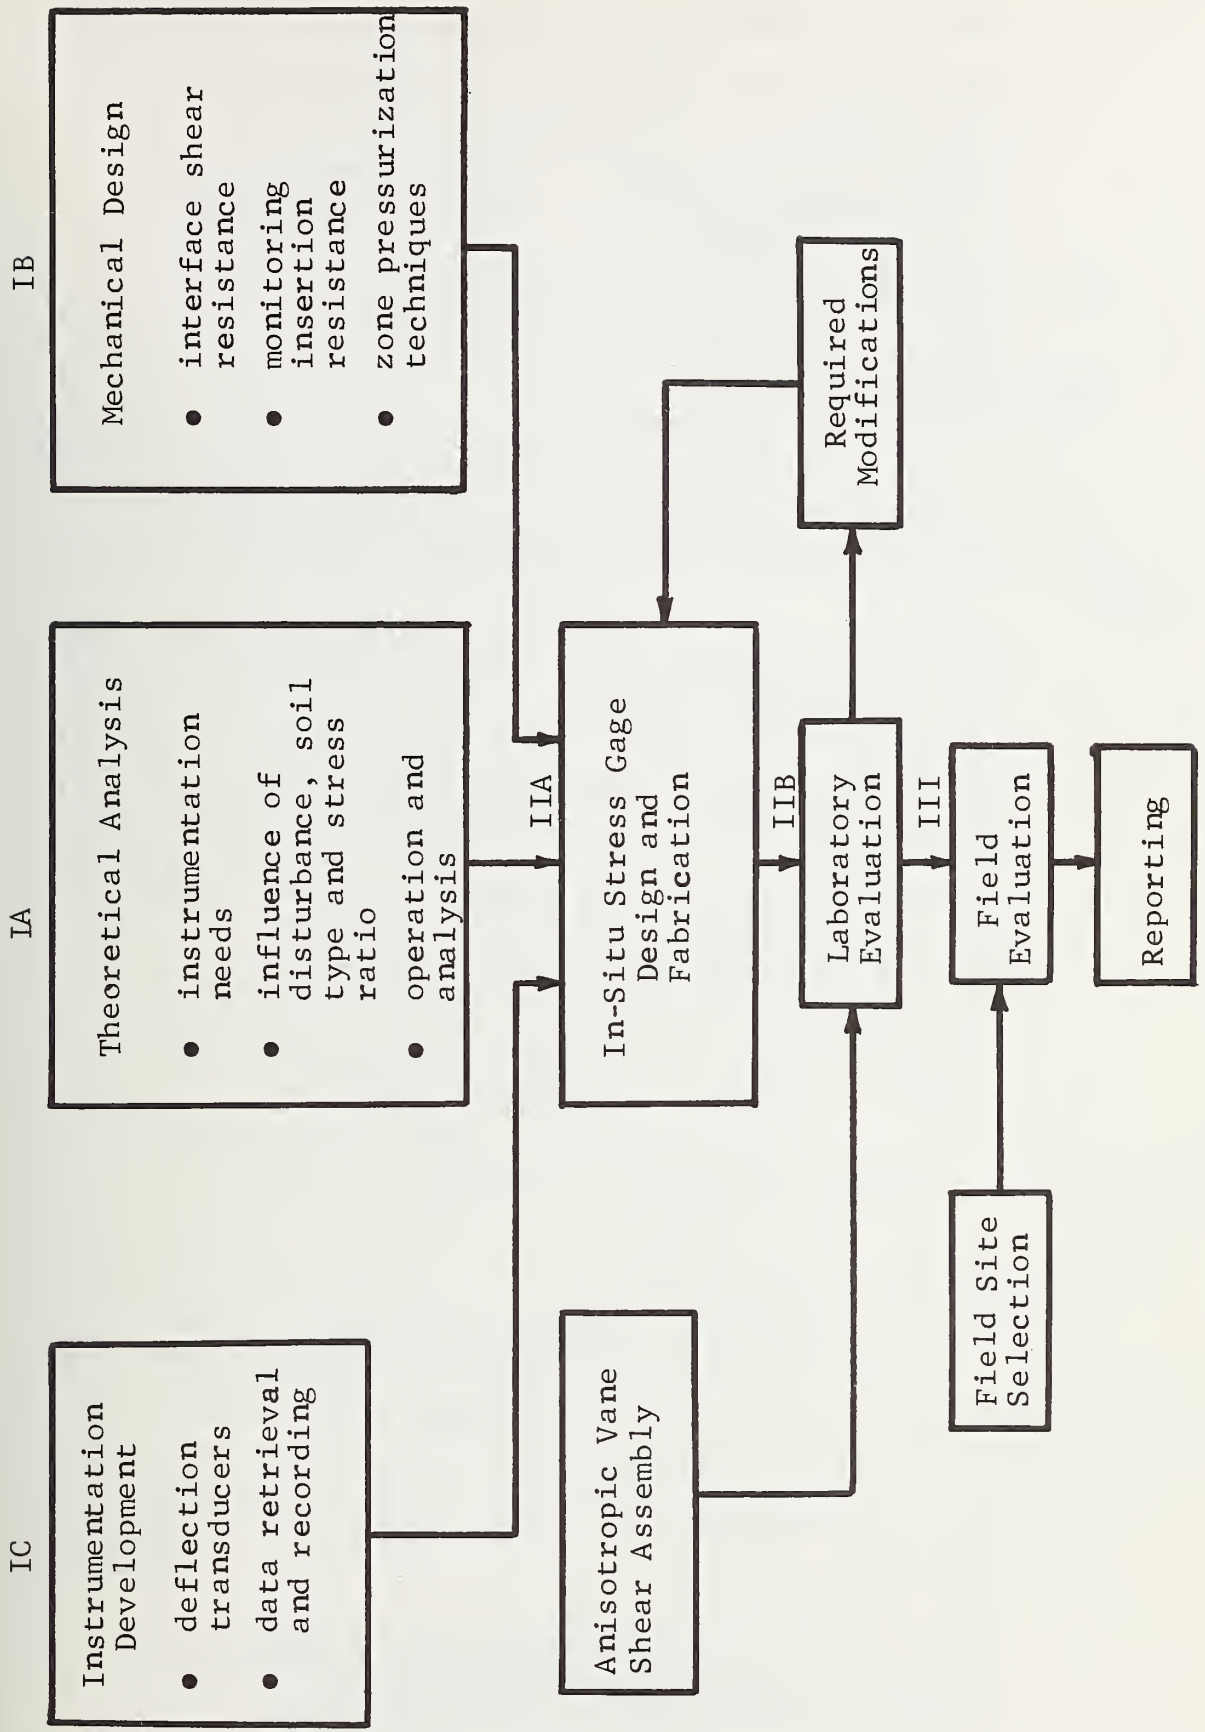 IC
Instrumentation
Development
• deflection
transducers
• data retrieval
and recording
IA
Theoretical Analysis
• instrumentation
needs
• influence of
disturbance, soil
type and stress
ratio
• operation and
analysis
IB
Mechanical Design
• interface shear
resistance
• monitoring
insertion
resistance
• zone pressurization
techniques
IIA
In-Situ Stress Gage
Design and
Fabrication
Anisotropic Vane
Shear Assembly
IIB
Laboratory
Evaluation
Required
Modifications
III
Field Site
Selection
Field
Evaluation
Reporting